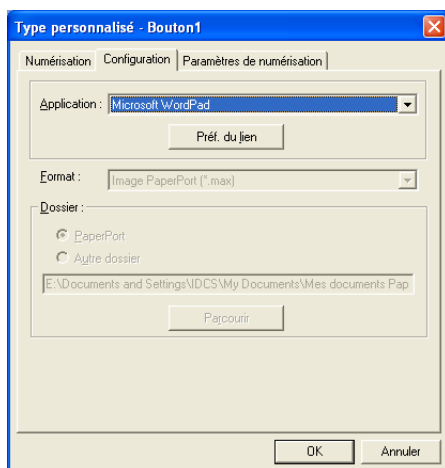 Type personnalisé - Bouton1
Numérisation Configuration Paramètres de numérisation
Application : Microsoft WordPad
Préf. du lien
Format : Image PaperPort (*.max)
Dossier :
PaperPort
Autre dossier
E:\Documents and Settings\IDCS\My Documents\Mes documents Pap
Parcourir
OK Annuler